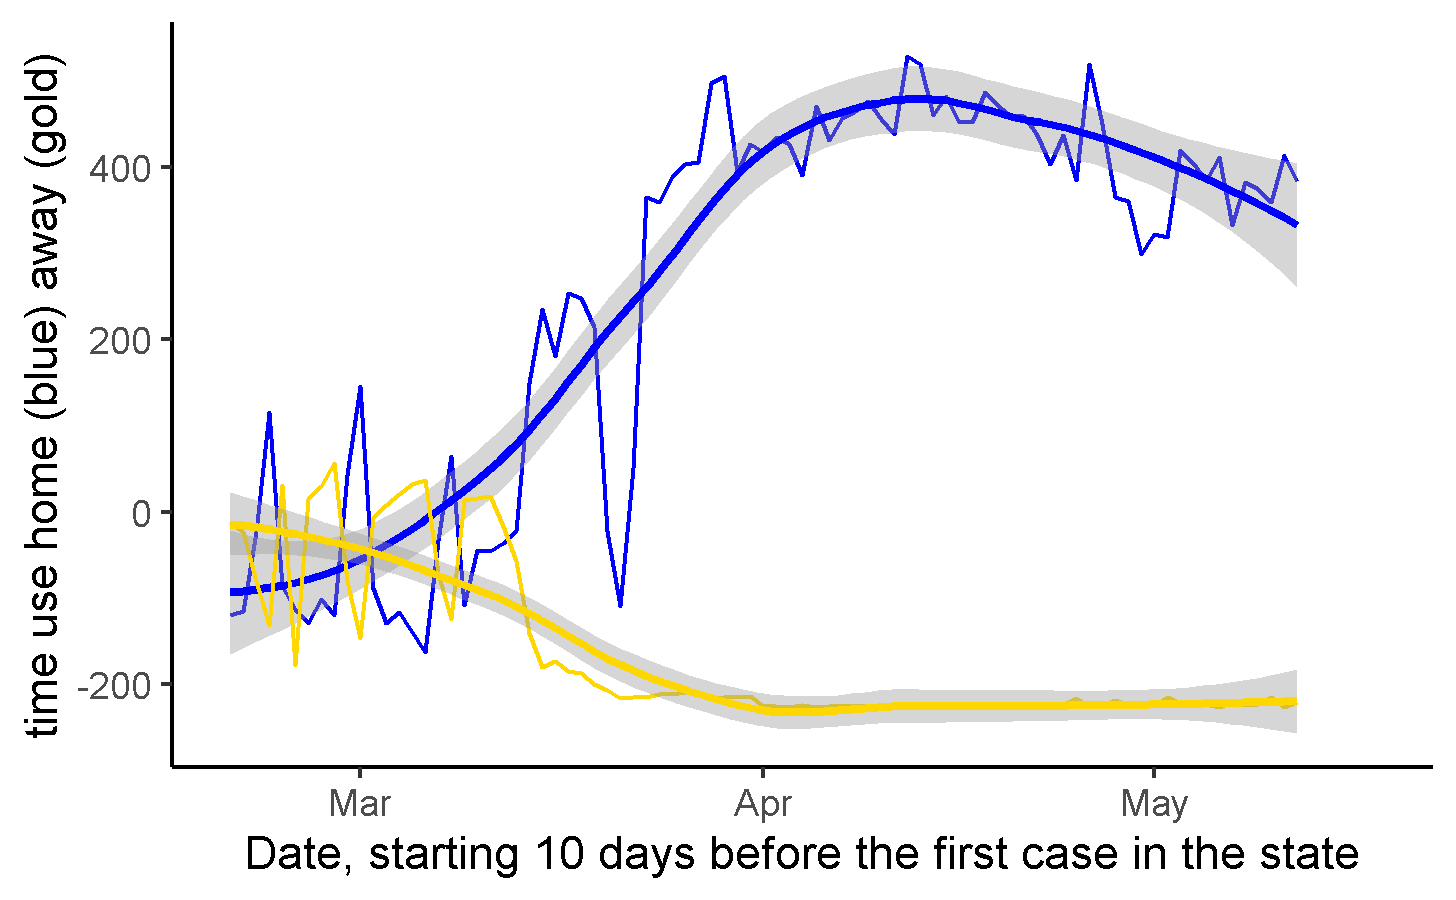 time use home (blue) away (gold)
400
200
0
-200
Mar
Apr
May
Date, starting 10 days before the first case in the state